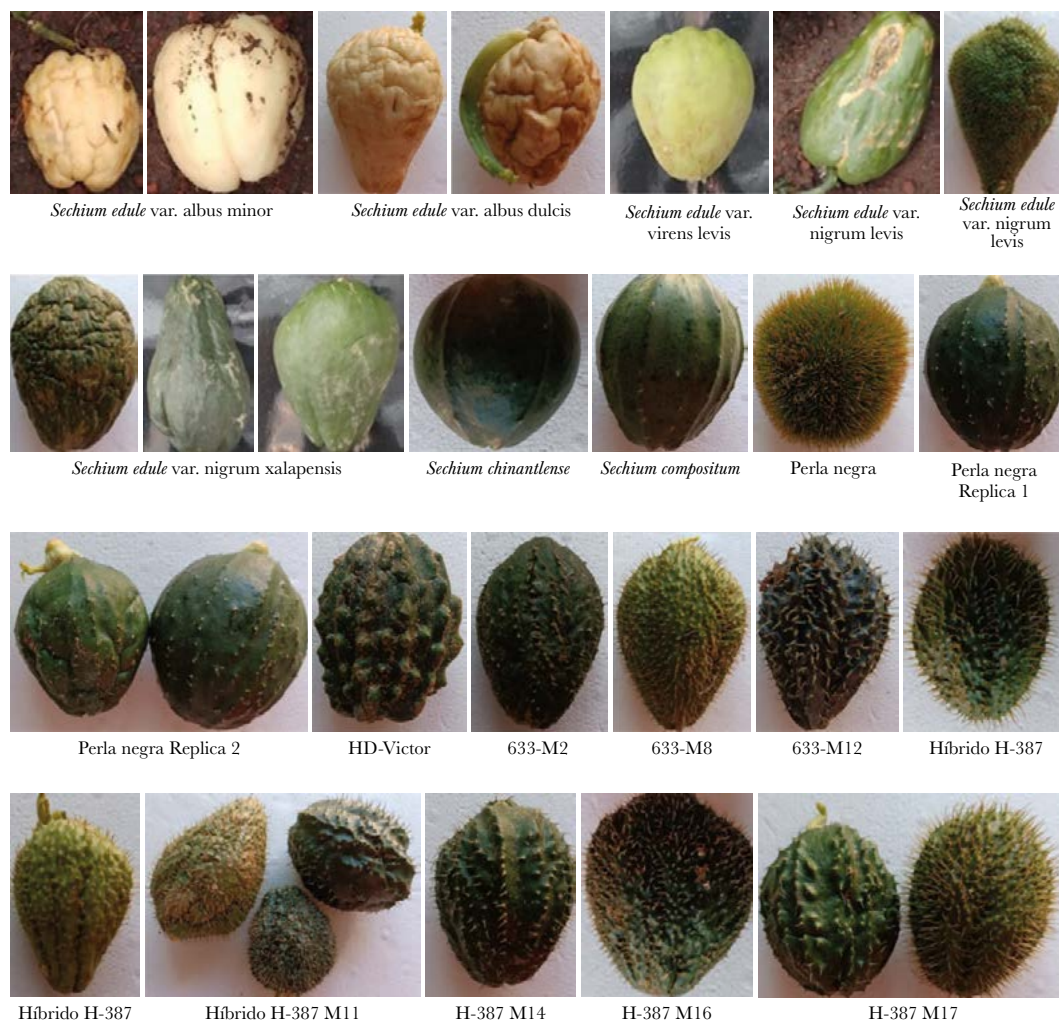 Sechium edule var. albus minor
Sechium edule var. albus dulcis
Sechium edule var.
virens levis
Sechium edule var.
nigrum levis
Sechium edule
var. nigrum
levis
Sechium edule var. nigrum xalapensis
Sechium chinantlense
Sechium compositum
Perla negra
Perla negra
Replica 1
Perla negra Replica 2
HD-Victor
633-M2
633-M8
633-M12
Híbrido H-387
Híbrido H-387
Híbrido H-387 M11
H-387 M14
H-387 M16
H-387 M17